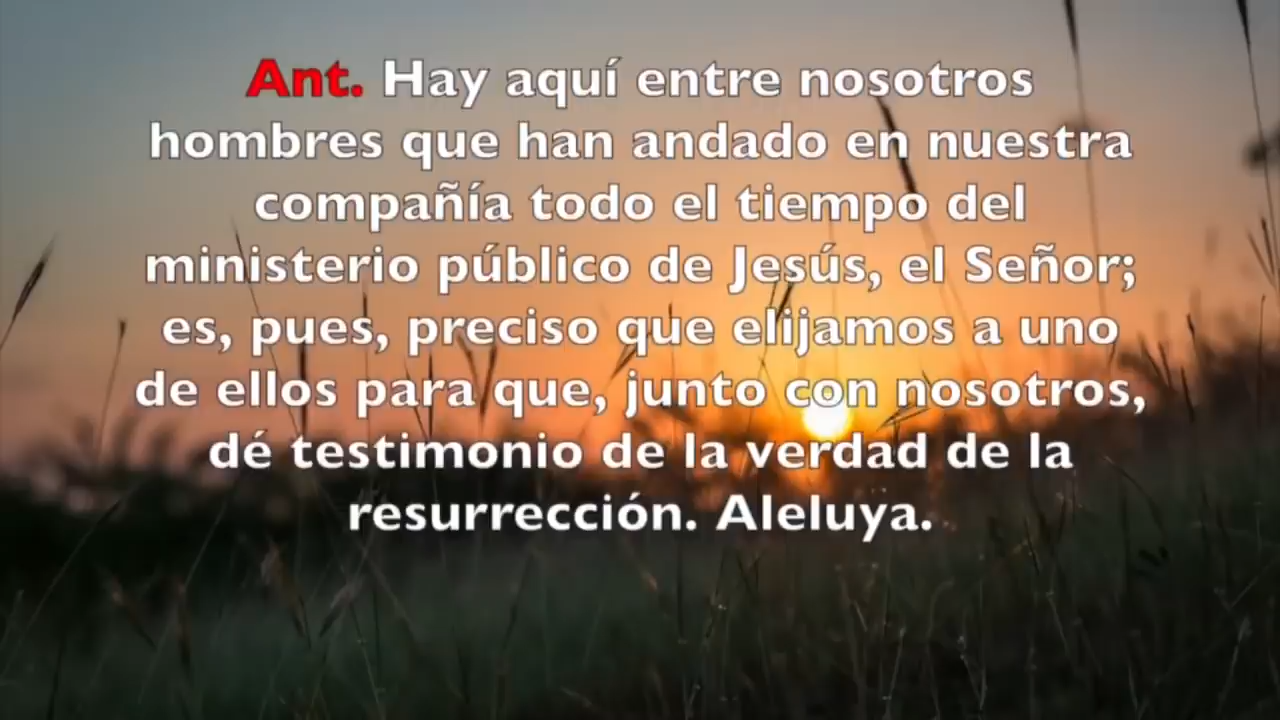 Ant. Hay aquí entre nosotros
hombres que han andado en nuestra
compañía todo el tiempo del
ministerio público de Jesús, el Señor;
es, pues, preciso que elijamos a uno
de ellos para que, junto con nosotros,
dé testimonio de la verdad de la
resurrección. Aleluya.